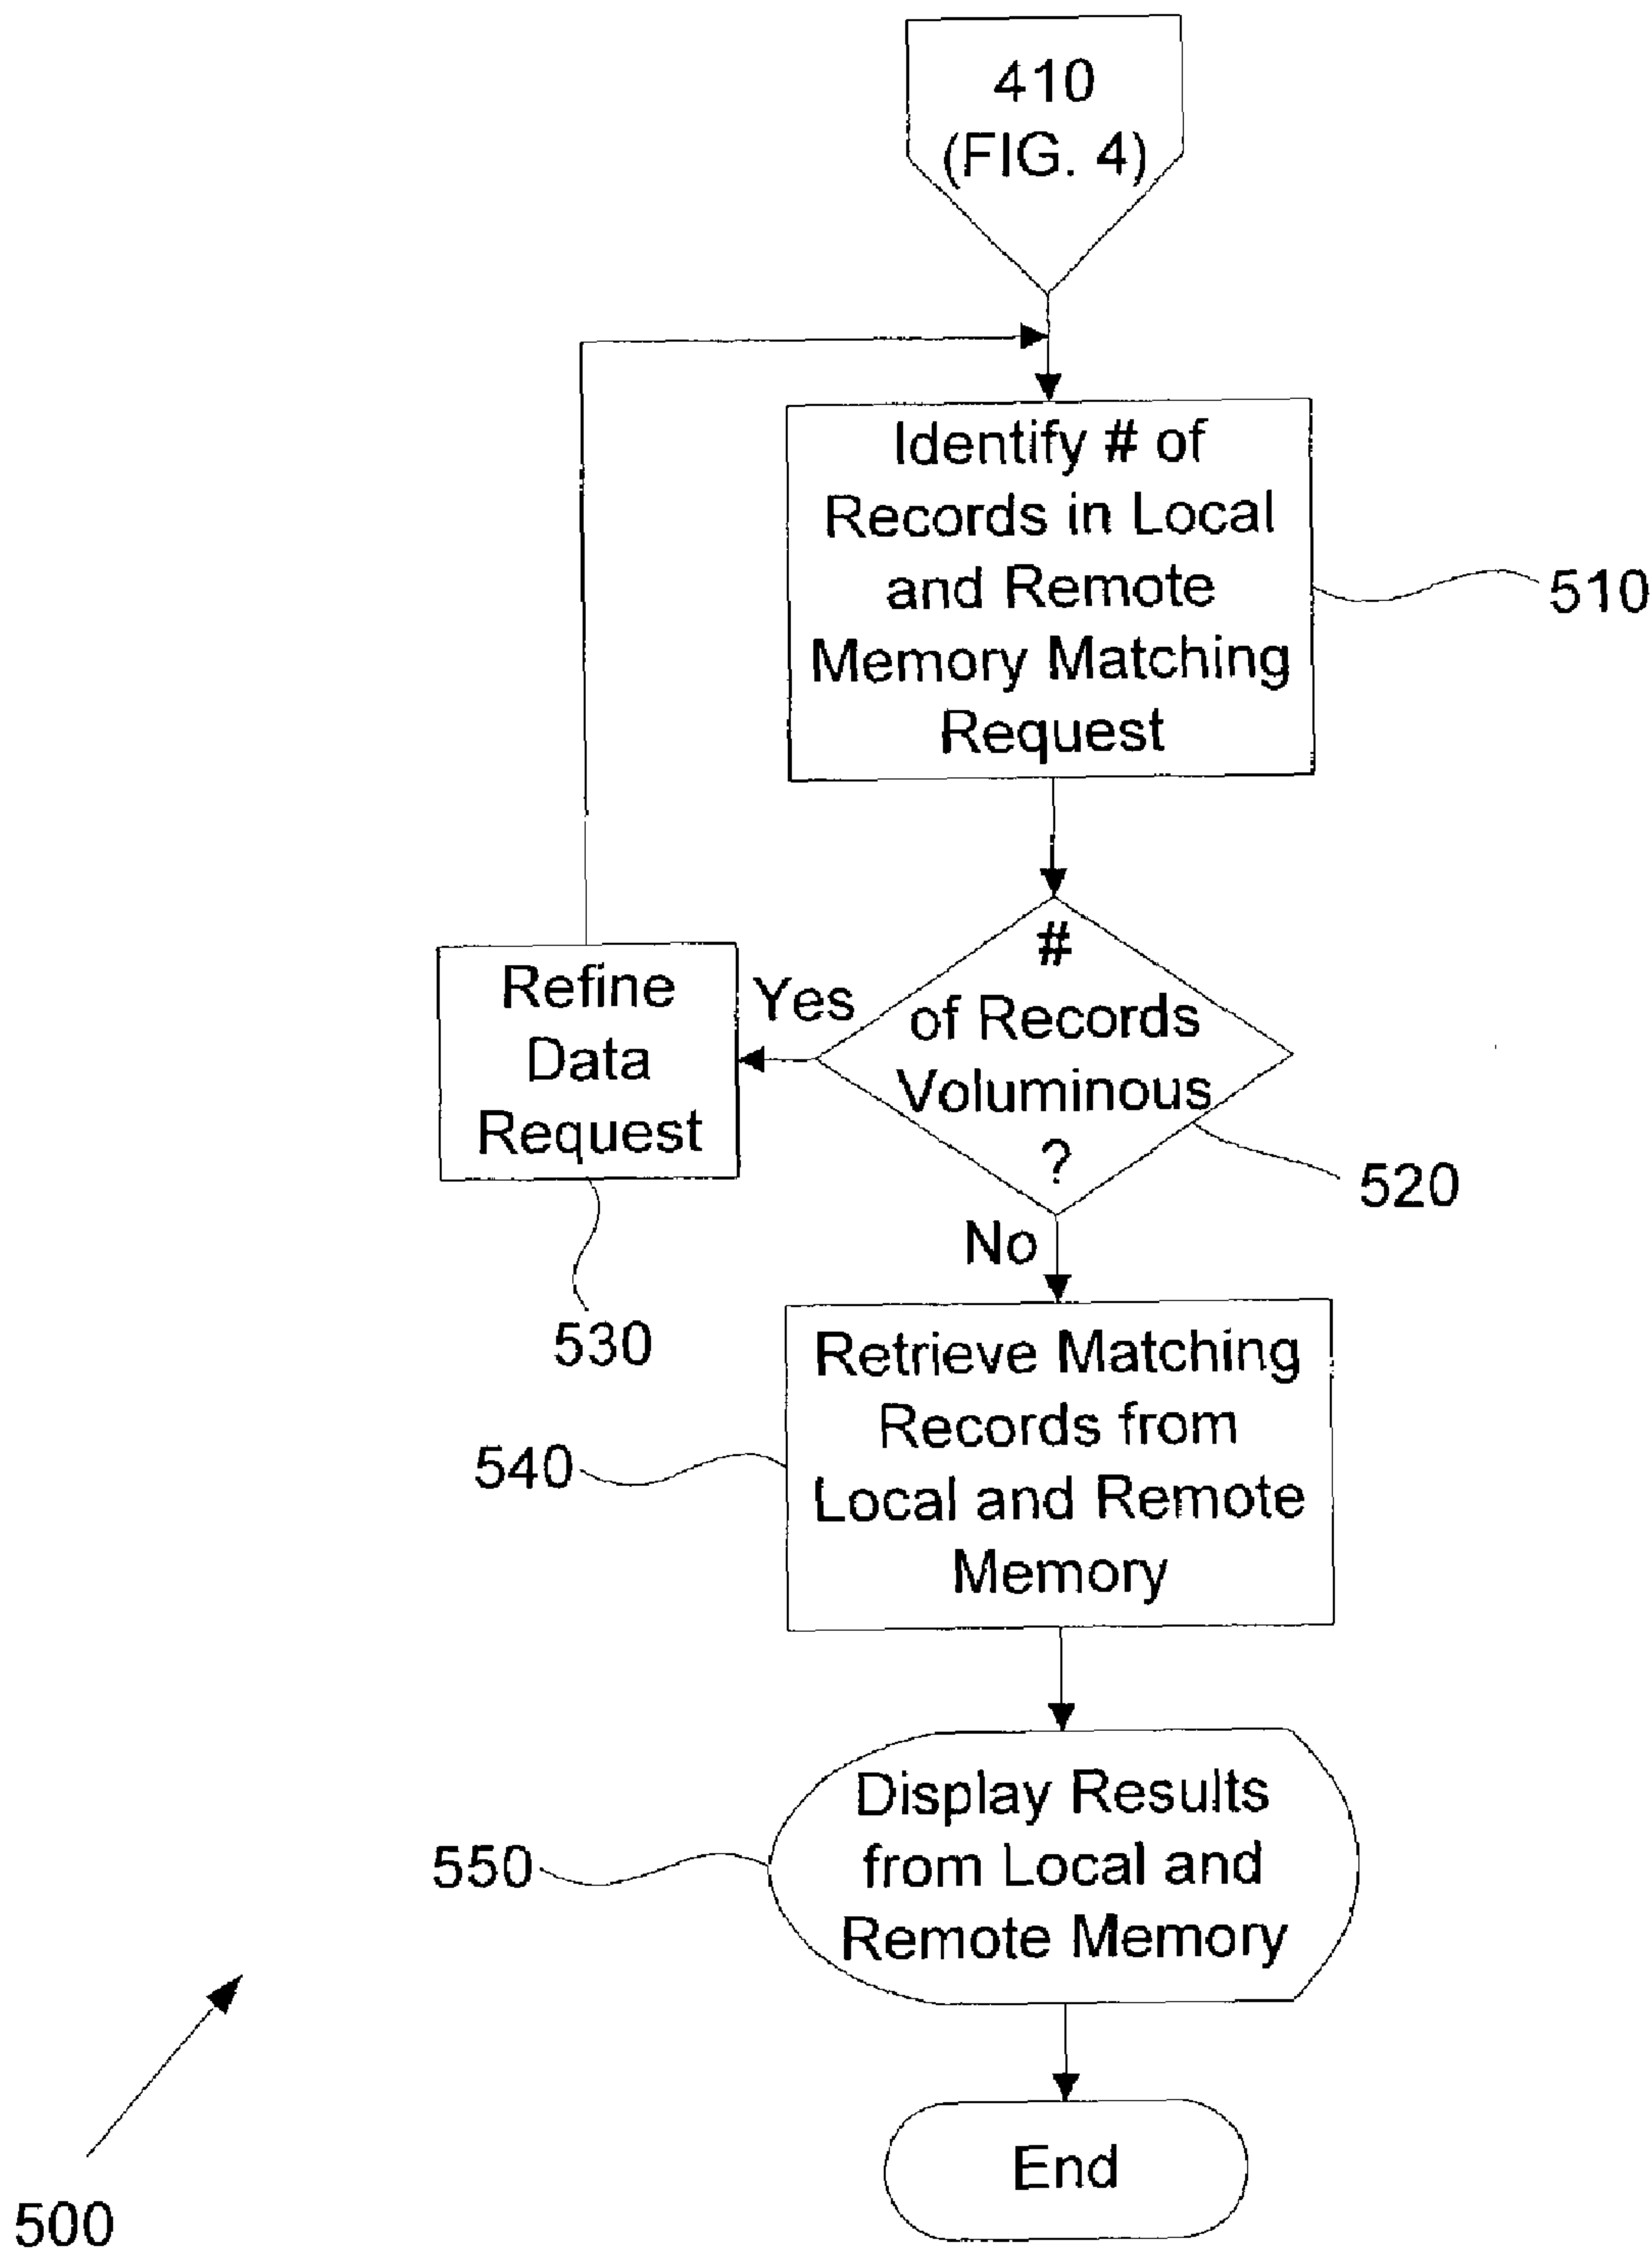 410
(FIG. 4)
Identify # of
Records in Local
and Remote
Memory Matching
Request
510
#
of Records
Voluminous
?
520
Yes
Refine
Data
Request
530
No
Retrieve Matching
Records from
Local and Remote
Memory
540
Display Results
from Local and
Remote Memory
550
End
500